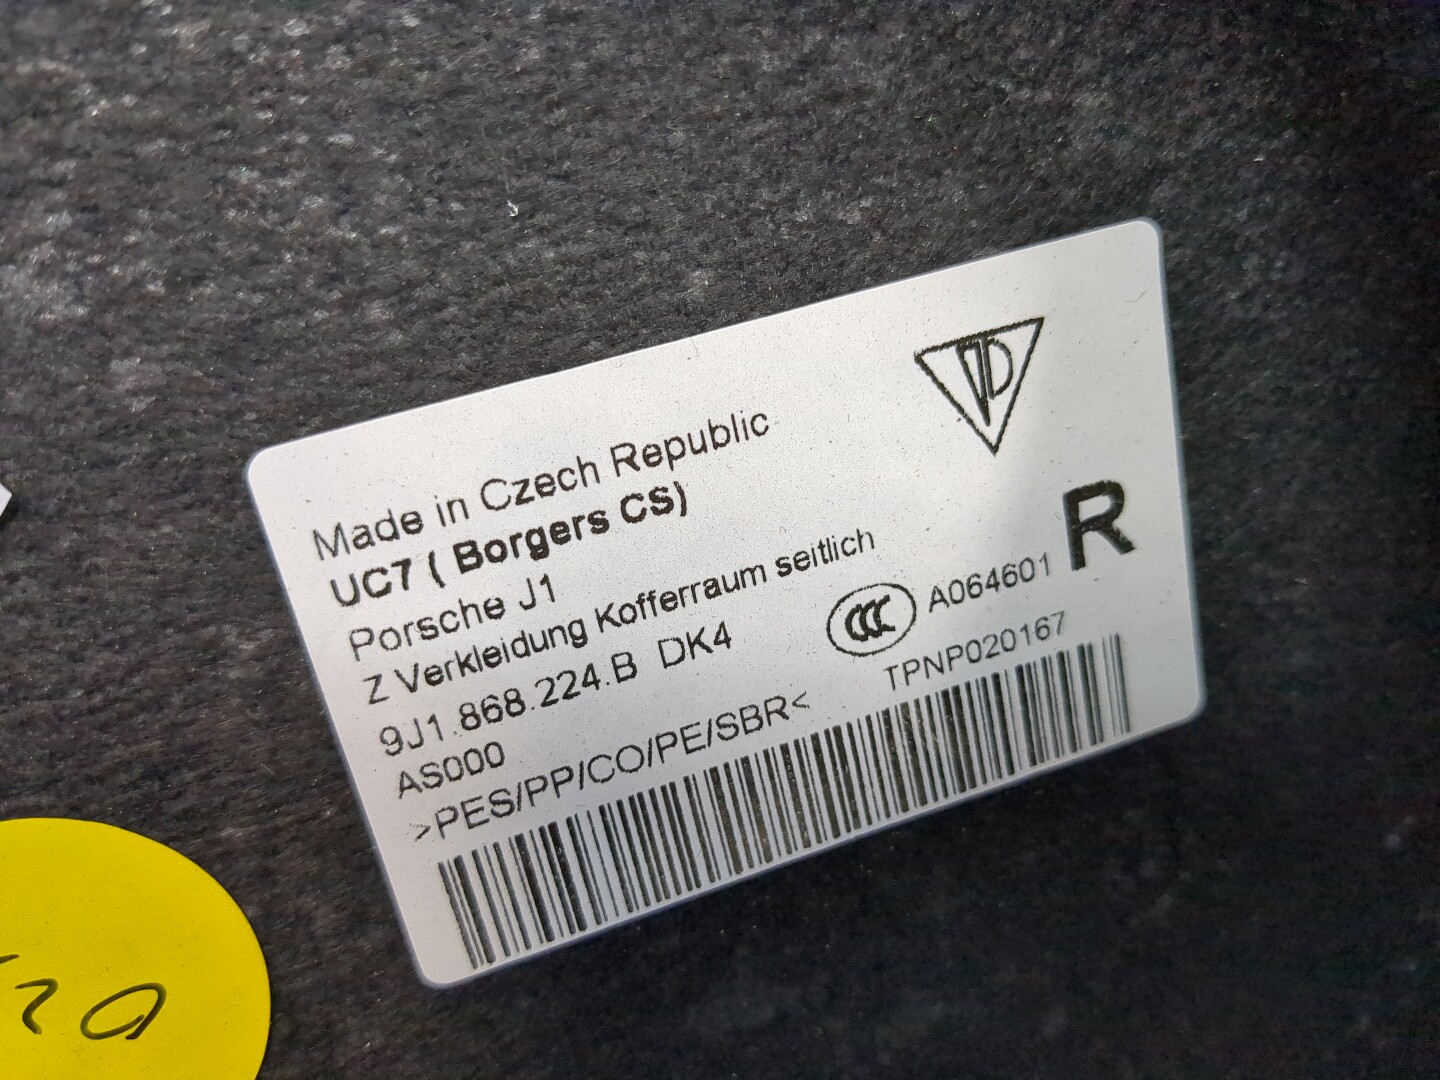 Made in Czech Republic
UC7 ( Borgers CS)
Porsche J1
Z Verkleidung Kofferraum seitlich
R
9J1.868.224.B DK4
CCC A064601
AS000
TPNP020167
>PES/PP/CO/PE/SBR<